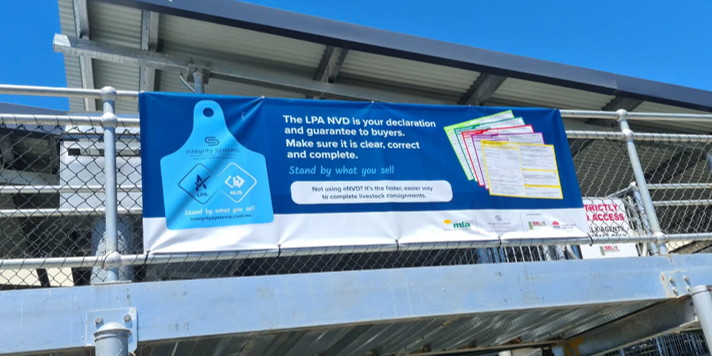 The LPA NVD is your declaration
and guarantee to buyers.
Make sure it is clear, correct
and complete.
Stand by what you sell
Not using eNVD? It's the faster, easier way
to complete livestock consignments.
Integrity Systems
LPA
NLIS
Stand by what you sell
integritysystems.com.au
mla
STRICTLY
ACCESS